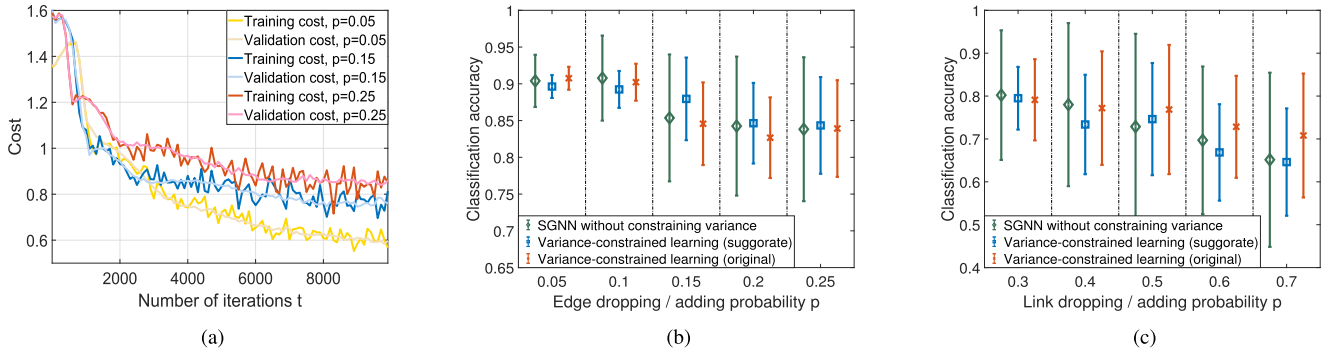 1.6
1.4
1.2
1
0.8
0.6
Cost
2000
4000
6000
8000
Number of iterations t
Training cost, p=0.05
Validation cost, p=0.05
Training cost, p=0.15
Validation cost, p=0.15
Training cost, p=0.25
Validation cost, p=0.25
(a)
1
0.95
0.9
0.85
0.8
0.75
0.7
0.65
Classification accuracy
SGNN without constraining variance
Variance-constrained learning (suggorate)
Variance-constrained learning (original)
0.05
0.1
0.15
0.2
0.25
Edge dropping / adding probability p
(b)
1
0.9
0.8
0.7
0.6
0.5
0.4
Classification accuracy
SGNN without constraining variance
Variance-constrained learning (suggorate)
Variance-constrained learning (original)
0.3
0.4
0.5
0.6
0.7
Link dropping / adding probability p
(c)